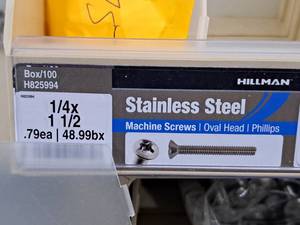 Box/100
H825994
HILLMAN
H825994
1/4x
1 1/2
.79ea | 48.99bx
Stainless Steel
Machine Screws | Oval Head | Phillips